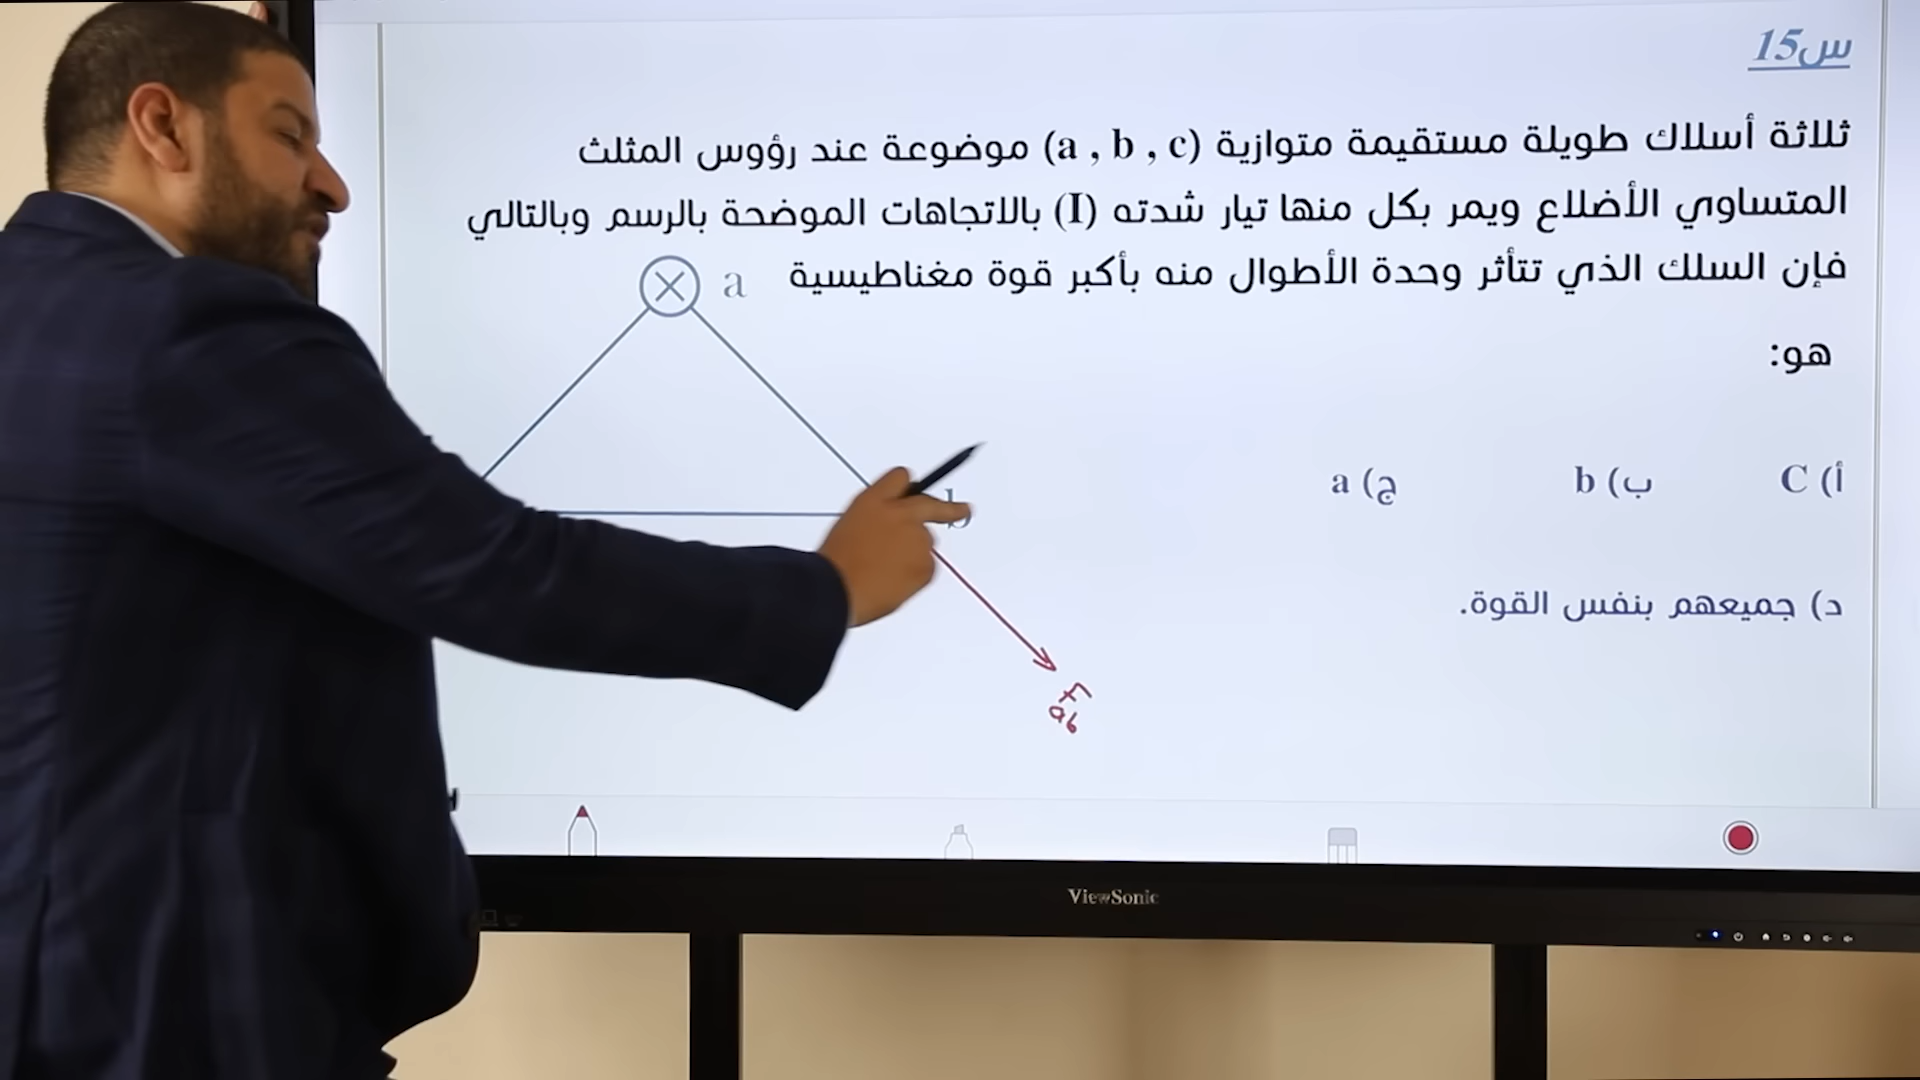 س15
ثلاثة أسلاك طويلة مستقيمة متوازية (a , b , c) موضوعة عند رؤوس المثلث
المتساوي الأضلاع ويمر بكل منها تيار شدته (I) بالاتجاهات الموضحة بالرسم وبالتالي
فإن السلك الذي تتأثر وحدة الأطوال منه بأكبر قوة مغناطيسية
هو:
a
أ) C
ب) b
ج) a
b
د) جميعهم بنفس القوة.
F
ab
ViewSonic